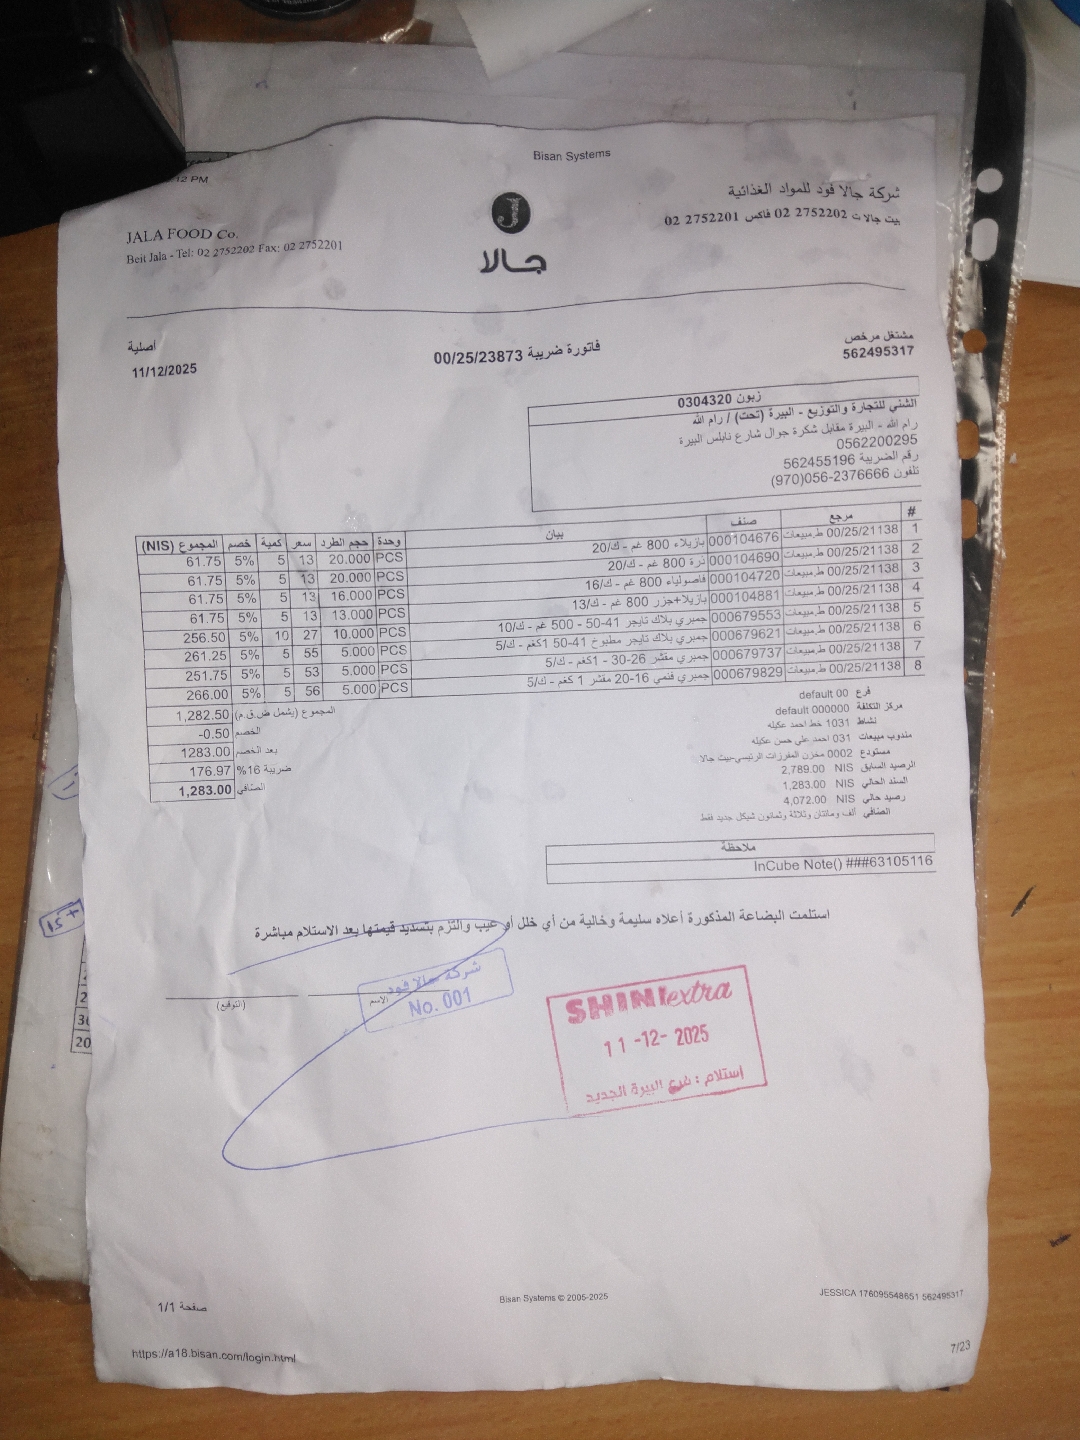 Bisan Systems
12 PM
شركة جالا فود للمواد الغذائية
بيت جالا ت 2752202 02 فاكس 2752201 02
جالا
JALA FOOD Co.
Beit Jala - Tel: 02 2752202 Fax: 02 2752201
مشتغل مرخص
562495317
فاتورة ضريبة 00/25/23873
أصلية
11/12/2025
زبون 0304320
الشني للتجارة والتوزيع - البيرة (تحت) / رام الله
رام الله - البيرة مقابل شكرة جوال شارع نابلس البيرة
0562200295
رقم الضريبة 562455196
تلفون 2376666-056(970)
# مرجع صنف بيان وحدة حجم الطرد سعر كمية خصم المجموع (NIS)
1 00/25/21138 ط.مبيعات 000104676 بازيلاء 800 غم - ك/20 PCS 20.000 13 5 5% 61.75
2 00/25/21138 ط.مبيعات 000104690 ذرة 800 غم - ك/20 PCS 20.000 13 5 5% 61.75
3 00/25/21138 ط.مبيعات 000104720 فاصولياء 800 غم - ك/16 PCS 16.000 13 5 5% 61.75
4 00/25/21138 ط.مبيعات 000104881 بازيلا+جزر 800 غم - ك/13 PCS 13.000 13 5 5% 61.75
5 00/25/21138 ط.مبيعات 000679553 جمبري بلاك تايجر 41-50 - 500 غم - ك/10 PCS 10.000 27 10 5% 256.50
6 00/25/21138 ط.مبيعات 000679621 جمبري بلاك تايجر مطبوخ 41-50 1كغم - ك/5 PCS 5.000 55 5 5% 261.25
7 00/25/21138 ط.مبيعات 000679737 جمبري مقشر 26-30 - 1كغم - ك/5 PCS 5.000 53 5 5% 251.75
8 00/25/21138 ط.مبيعات 000679829 جمبري فنمي 16-20 مقشر 1 كغم - ك/5 PCS 5.000 56 5 5% 266.00
المجموع (يشمل ض.ق.م) 1,282.50
الخصم -0.50
بعد الخصم 1283.00
ضريبة 16% 176.97
الصافي 1,283.00
فرع 00 default
مركز التكلفة 000000 default
نشاط 1031 خط احمد عكيله
مندوب مبيعات 031 احمد علي حسن عكيله
مستودع 0002 مخزن المفرزات الرئيسي-بيت جالا
الرصيد السابق NIS 2,789.00
السند الحالي NIS 1,283.00
رصيد حالي NIS 4,072.00
الصافي ألف ومائتان وثلاثة وثمانون شيكل جديد فقط
ملاحظة
InCube Note() ###63105116
استلمت البضاعة المذكورة أعلاه سليمة وخالية من أي خلل أو عيب والتزم بتسديد قيمتها بعد الاستلام مباشرة
الاسم
(التوقيع)
شركة جالا فود
No. 001
SHINI extra
11-12-2025
إستلام : فرع البيرة الجديد
صفحة 1/1
Bisan Systems © 2005-2025
JESSICA 176095548651 562495317
https://a18.bisan.com/login.html
7/23